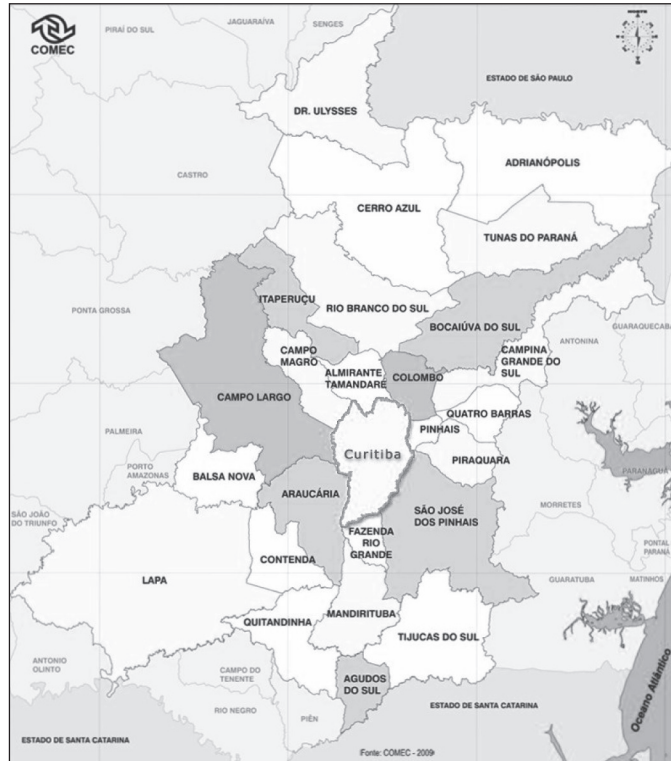 COMEC
PIRAÍ DO SUL
JAGUARAÍVA
SENGES
NORTE
ESTADO DE SÃO PAULO
DR. ULYSSES
ADRIANÓPOLIS
CASTRO
CERRO AZUL
TUNAS DO PARANÁ
ITAPERUÇU
PONTA GROSSA
RIO BRANCO DO SUL
BOCAIÚVA DO SUL
GUARAQUECABA
ANTONINA
CAMPO
MAGRO
CAMPINA
GRANDE DO
SUL
ALMIRANTE
TAMANDARÉ
COLOMBO
CAMPO LARGO
QUATRO BARRAS
PINHAIS
PALMEIRA
Curitiba
PIRAQUARA
PORTO
AMAZONAS
BALSA NOVA
PARANAGUÁ
ARAUCÁRIA
SÃO JOSÉ
DOS PINHAIS
MORRETES
SÃO JOÃO
DO TRIUNFO
FAZENDA
RIO
GRANDE
PONTAL
PARANÁ
CONTENDA
LAPA
GUARATUBA
MATINHOS
MANDIRITUBA
QUITANDINHA
TIJUCAS DO SUL
ANTONIO
OLINTO
CAMPO DO
TENENTE
AGUDOS
DO SUL
RIO NEGRO
PIÊN
Oceano Atlântico
ESTADO DE SANTA CATARINA
ESTADO DE SANTA CATARINA
Fonte: COMEC - 2009